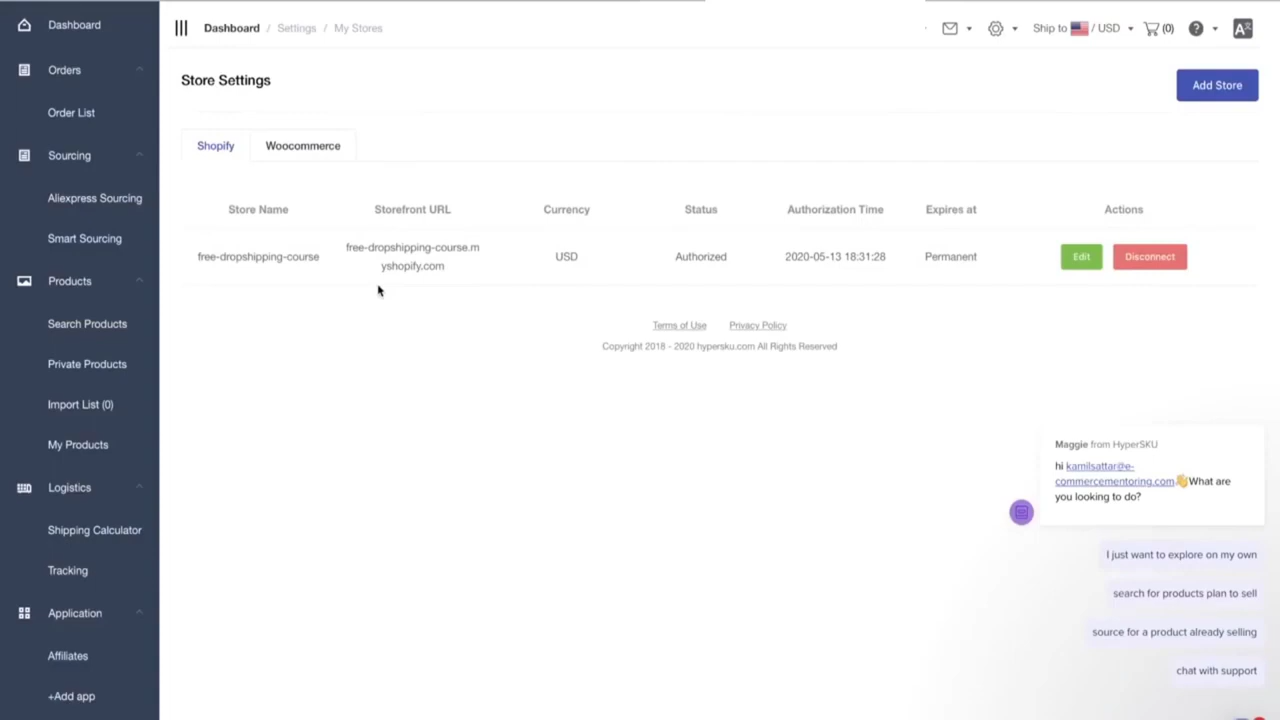 Dashboard
Orders
Order List
Sourcing
Aliexpress Sourcing
Smart Sourcing
Products
Search Products
Private Products
Import List (0)
My Products
Logistics
Shipping Calculator
Tracking
Application
Affiliates
+Add app
Dashboard / Settings / My Stores
Ship to / USD (0) ? A
Store Settings
Add Store
Shopify Woocommerce
Store Name Storefront URL Currency Status Authorization Time Expires at Actions
free-dropshipping-course free-dropshipping-course.m
yshopify.com USD Authorized 2020-05-13 18:31:28 Permanent Edit Disconnect
Terms of Use Privacy Policy
Copyright 2018 - 2020 hypersku.com All Rights Reserved
Maggie from HyperSKU
hi kamilsattar@e-
commercementoring.com👋What are
you looking to do?
I just want to explore on my own
search for products plan to sell
source for a product already selling
chat with support